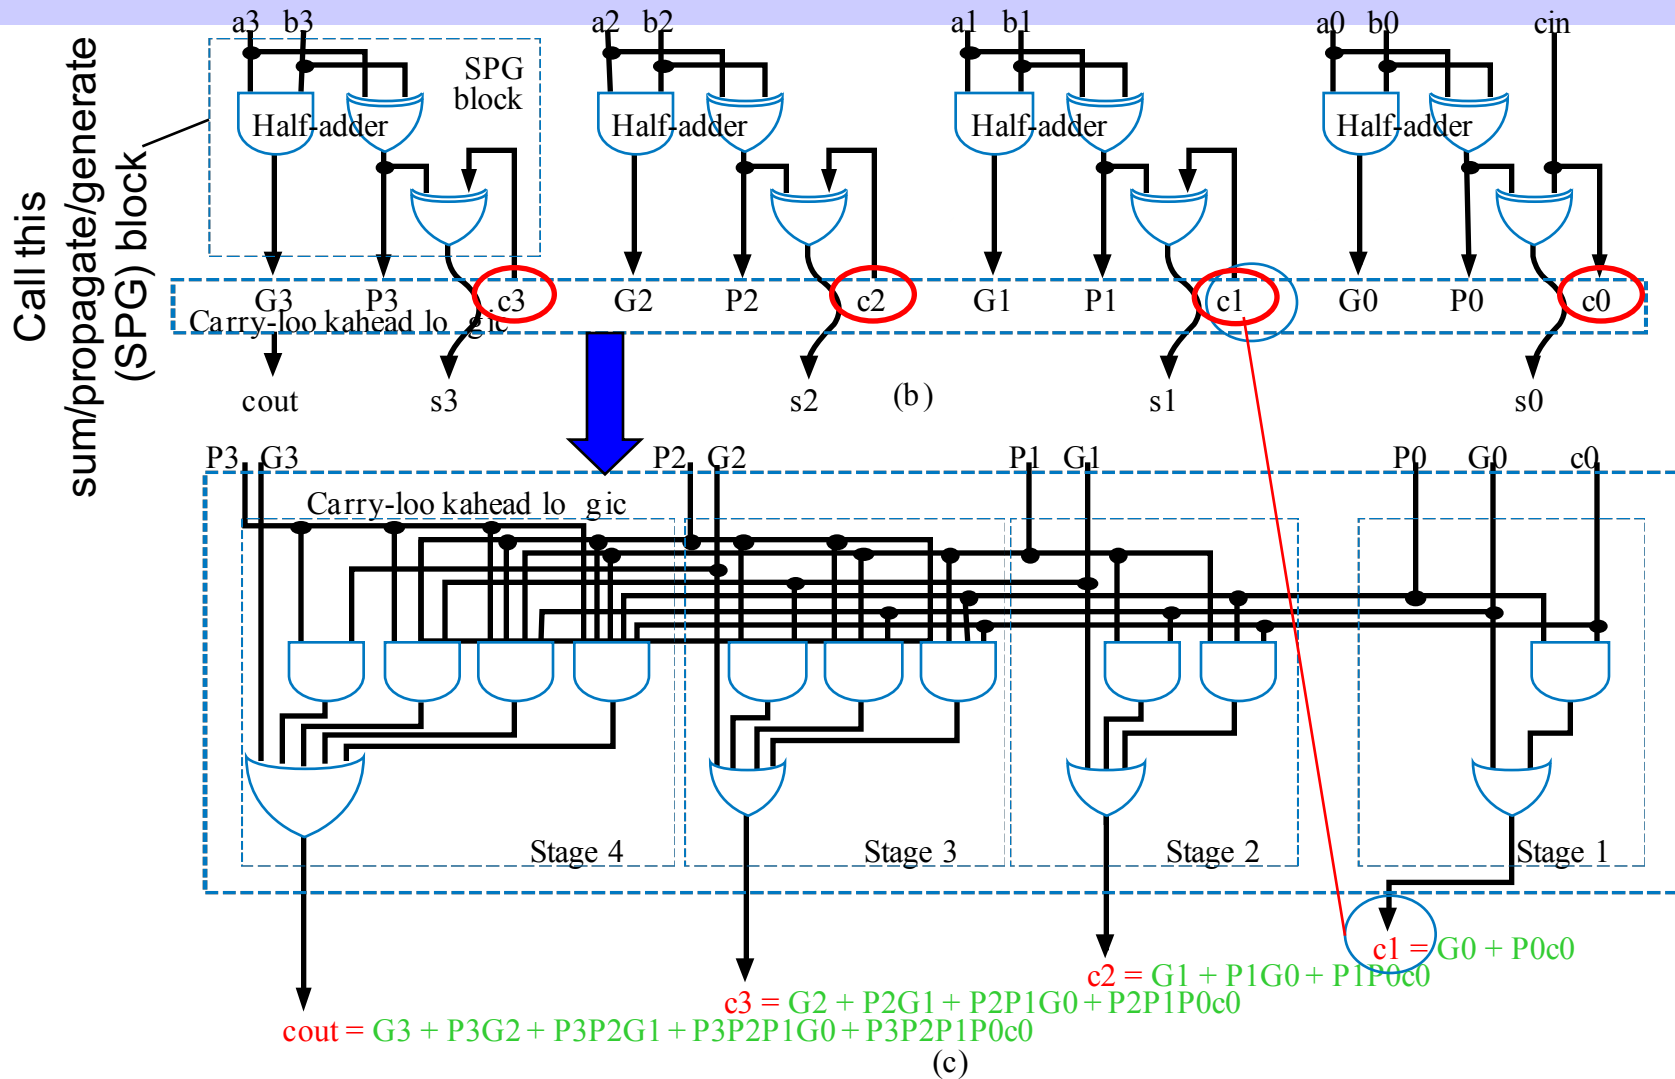 a3 b3 a2 b2 a1 b1 a0 b0 cin
Call this
sum/propagate/generate
(SPG) block
SPG
block
Half-adder Half-adder Half-adder Half-adder
G3 P3 c3 G2 P2 c2 G1 P1 c1 G0 P0 c0
Carry-loo kahead lo gic
cout s3 s2 (b) s1 s0
P3 G3 P2 G2 P1 G1 P0 G0 c0
Carry-loo kahead lo gic
Stage 4 Stage 3 Stage 2 Stage 1
c1 = G0 + P0c0
c2 = G1 + P1G0 + P1P0c0
c3 = G2 + P2G1 + P2P1G0 + P2P1P0c0
cout = G3 + P3G2 + P3P2G1 + P3P2P1G0 + P3P2P1P0c0
(c)